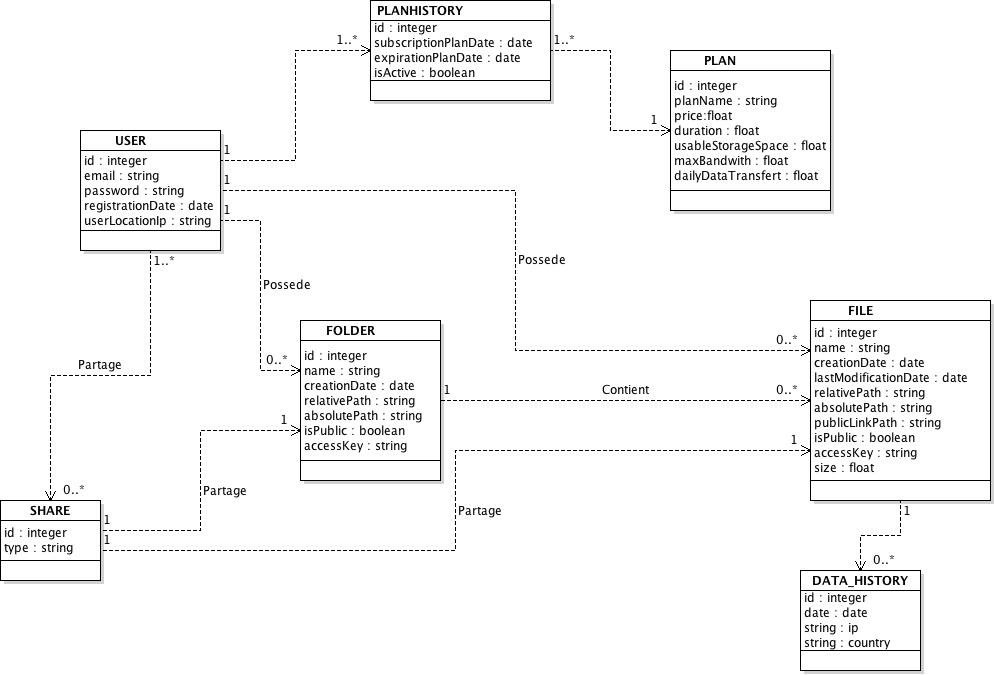 PLANHISTORY
id : integer
subscriptionPlanDate : date
expirationPlanDate : date
isActive : boolean
1..*
1..*
PLAN
id : integer
planName : string
price:float
duration : float
usableStorageSpace : float
maxBandwith : float
dailyDataTransfert : float
1
USER
id : integer
email : string
password : string
registrationDate : date
userLocationIp : string
1
1
1
1..*
Possede
Possede
Partage
FOLDER
id : integer
name : string
creationDate : date
relativePath : string
absolutePath : string
isPublic : boolean
accessKey : string
0..*
1
1
Contient
FILE
id : integer
name : string
creationDate : date
lastModificationDate : date
relativePath : string
absolutePath : string
publicLinkPath : string
isPublic : boolean
accessKey : string
size : float
0..*
0..*
1
1
Partage
Partage
0..*
SHARE
id : integer
type : string
1
1
0..*
DATA_HISTORY
id : integer
date : date
string : ip
string : country